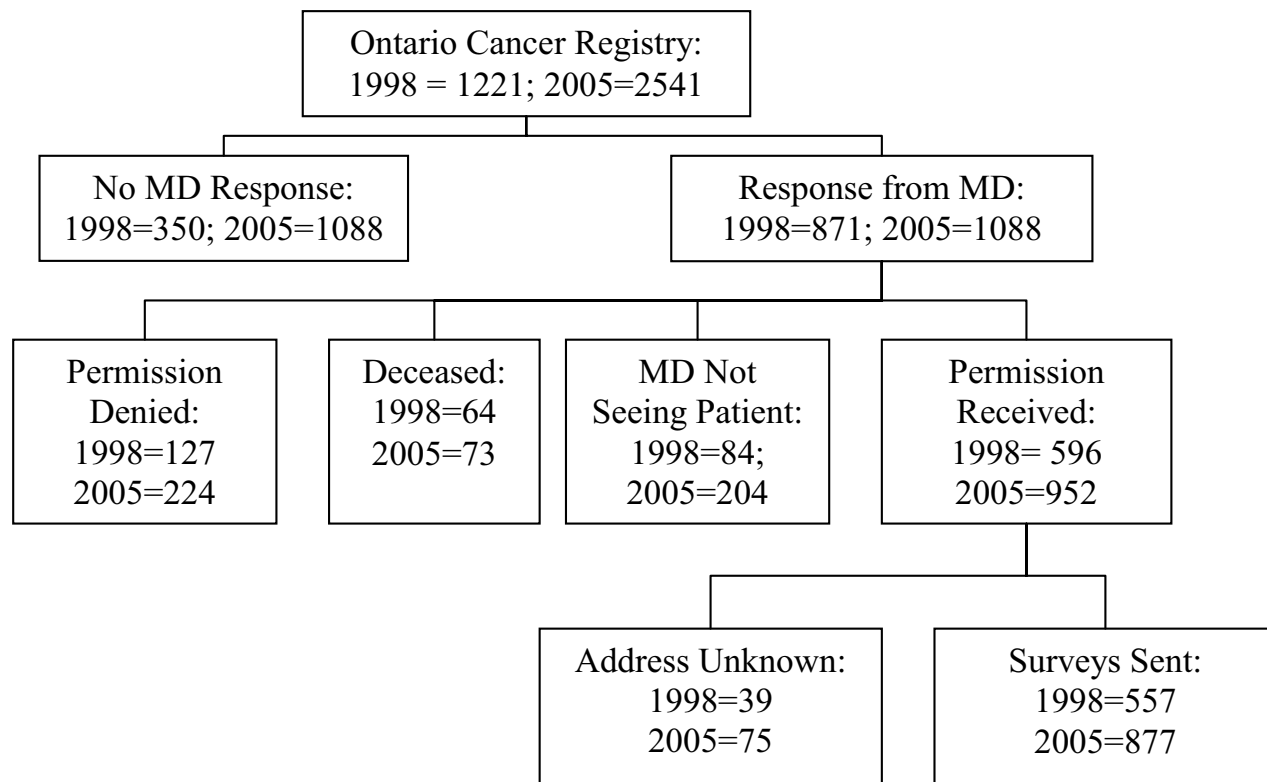 Ontario Cancer Registry:
1998 = 1221; 2005=2541
No MD Response:
1998=350; 2005=1088
Response from MD:
1998=871; 2005=1088
Permission
Denied:
1998=127
2005=224
Deceased:
1998=64
2005=73
MD Not
Seeing Patient:
1998=84;
2005=204
Permission
Received:
1998= 596
2005=952
Address Unknown:
1998=39
2005=75
Surveys Sent:
1998=557
2005=877